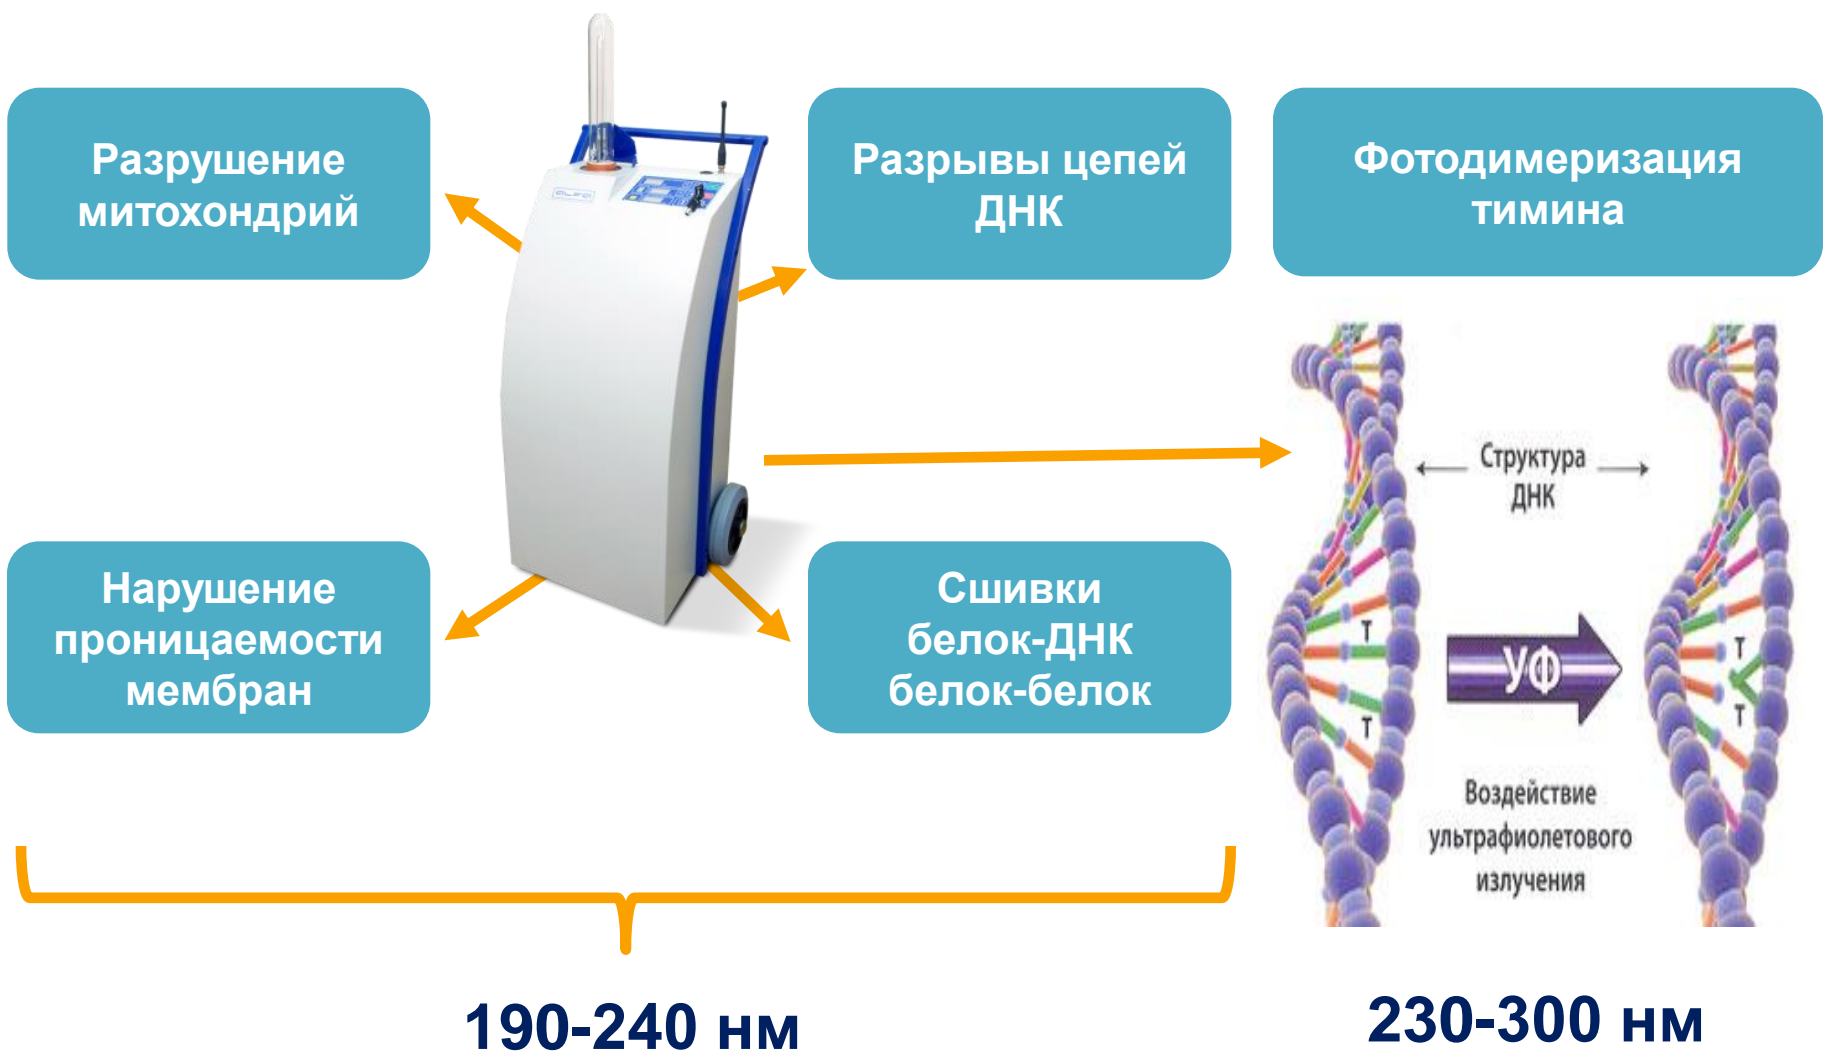 Разрушение
митохондрий
Разрывы цепей
ДНК
Фотодимеризация
тимина
Нарушение
проницаемости
мембран
Сшивки
белок-ДНК
белок-белок
Структура
ДНК
Т
Т
УФ
Т
Т
Воздействие
ультрафиолетового
излучения
190-240 нм
230-300 нм